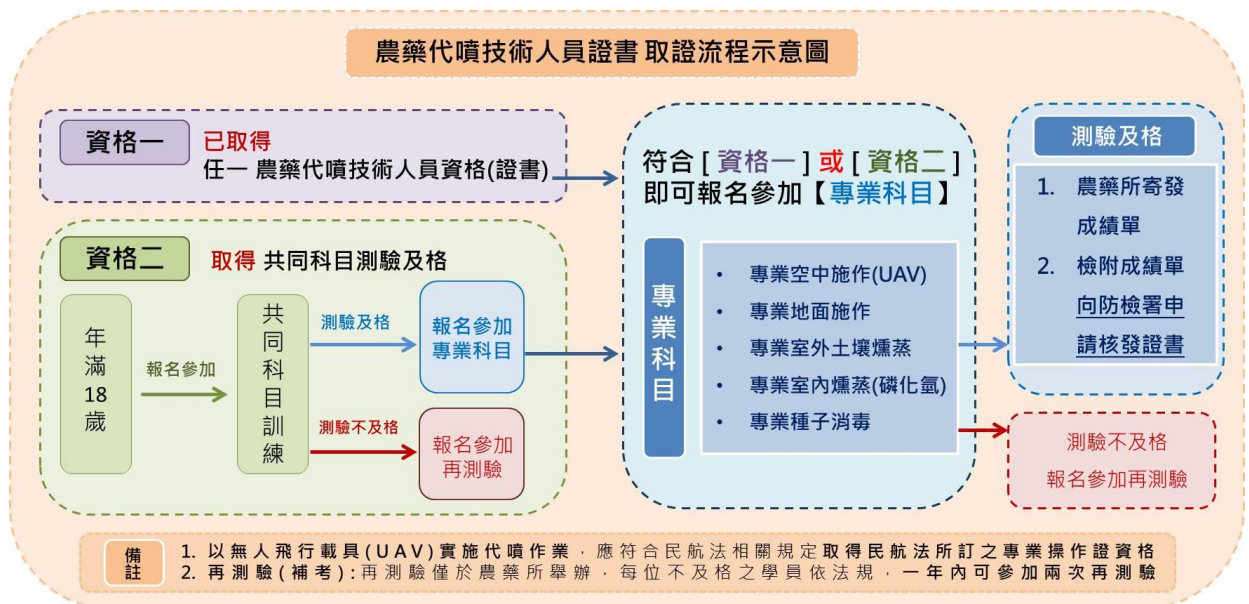 農藥代噴技術人員證書 取證流程示意圖
資格一
已取得
任一 農藥代噴技術人員資格(證書)
資格二
取得 共同科目測驗及格
年滿18歲
報名參加
共同科目訓練
測驗及格
報名參加
專業科目
測驗不及格
報名參加
再測驗
符合 [ 資格一 ] 或 [ 資格二 ]
即可報名參加【專業科目】
專業科目
• 專業空中施作(UAV)
• 專業地面施作
• 專業室外土壤燻蒸
• 專業室內燻蒸(磷化氫)
• 專業種子消毒
測驗及格
1. 農藥所寄發
成績單
2. 檢附成績單
向防檢署申
請核發證書
測驗不及格
報名參加再測驗
備註
1. 以無人飛行載具(UAV)實施代噴作業，應符合民航法相關規定取得民航法所訂之專業操作證資格
2. 再測驗(補考)：再測驗僅於農藥所舉辦，每位不及格之學員依法規，一年內可參加兩次再測驗